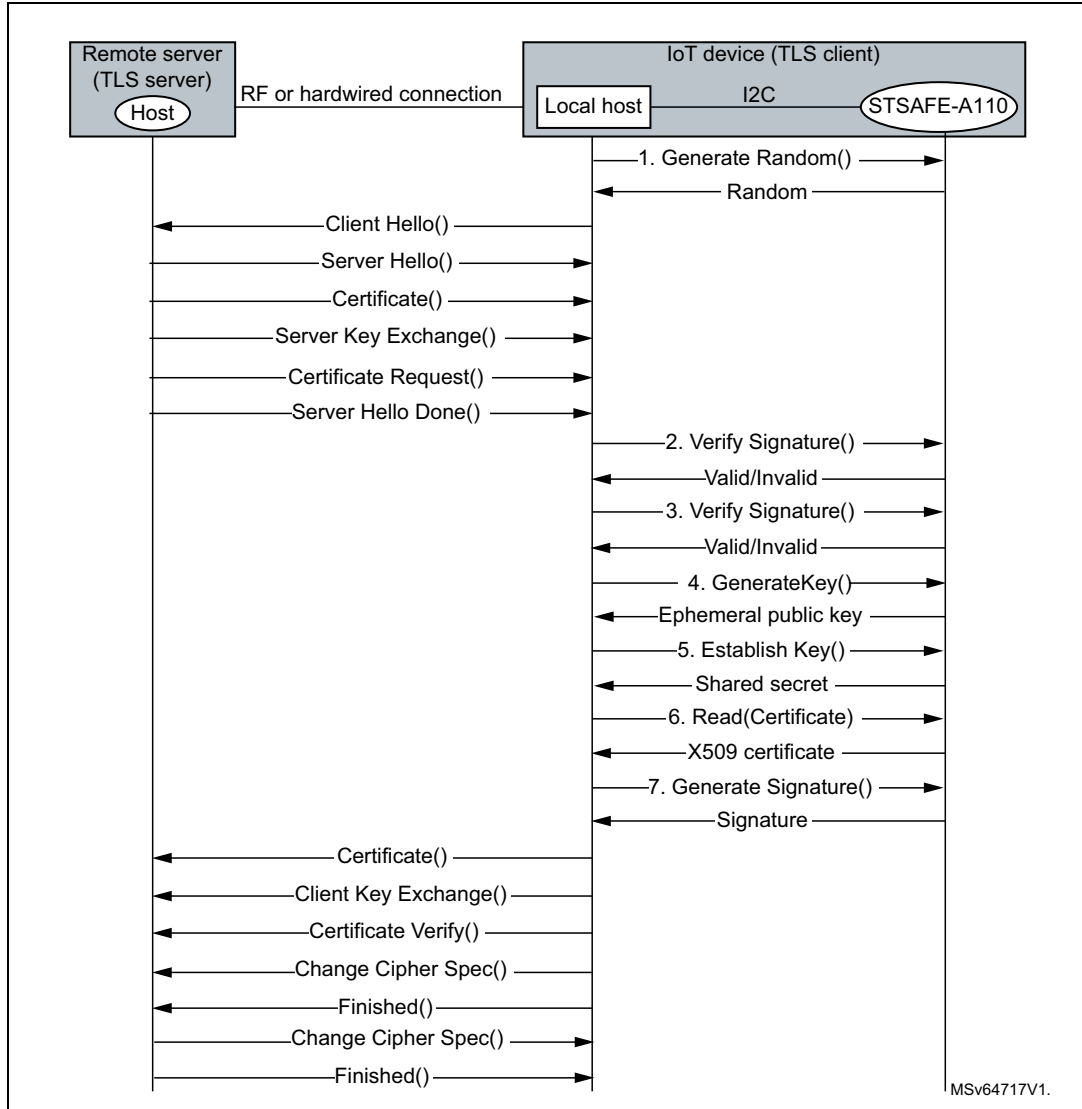 Remote server
(TLS server)
Host
RF or hardwired connection
IoT device (TLS client)
Local host
I2C
STSAFE-A110
1. Generate Random()
Random
Client Hello()
Server Hello()
Certificate()
Server Key Exchange()
Certificate Request()
Server Hello Done()
2. Verify Signature()
Valid/Invalid
3. Verify Signature()
Valid/Invalid
4. GenerateKey()
Ephemeral public key
5. Establish Key()
Shared secret
6. Read(Certificate)
X509 certificate
7. Generate Signature()
Signature
Certificate()
Client Key Exchange()
Certificate Verify()
Change Cipher Spec()
Finished()
Change Cipher Spec()
Finished()
MSv64717V1.